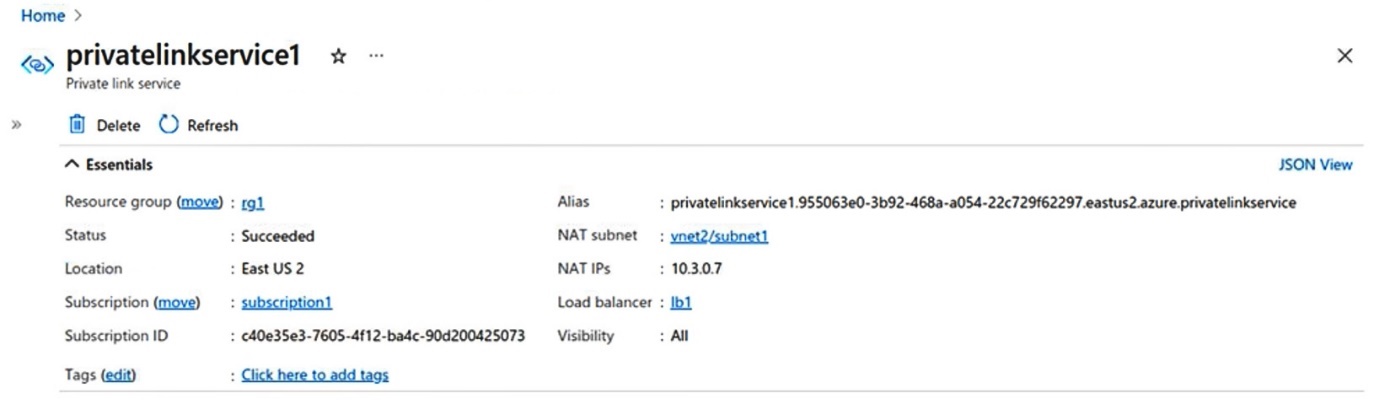 Home >
privatelinkservice1 ☆ ...
Private link service
» Delete Refresh
Essentials JSON View
Resource group (move) : rg1 Alias : privatelinkservice1.955063e0-3b92-468a-a054-22c729f62297.eastus2.azure.privatelinkservice
Status : Succeeded NAT subnet : vnet2/subnet1
Location : East US 2 NAT IPs : 10.3.0.7
Subscription (move) : subscription1 Load balancer : lb1
Subscription ID : c40e35e3-7605-4f12-ba4c-90d200425073 Visibility : All
Tags (edit) : Click here to add tags